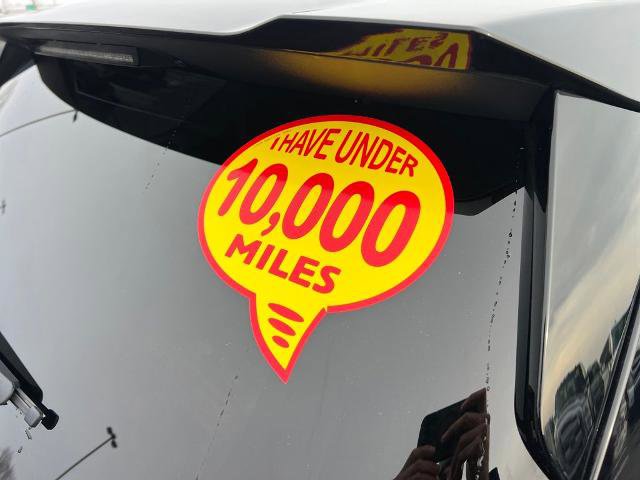 I HAVE UNDER
10,000
MILES